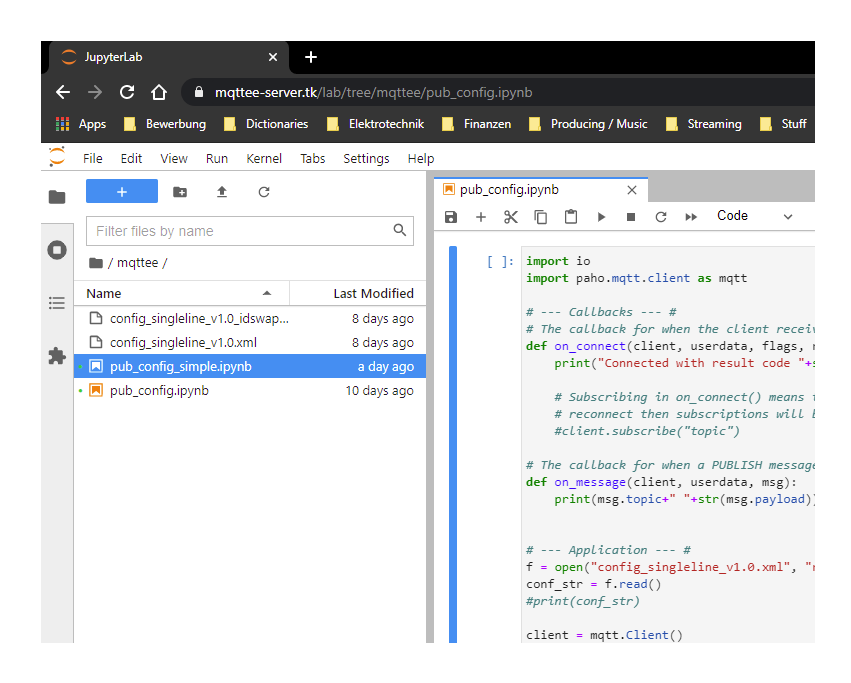 JupyterLab
mqttee-server.tk/lab/tree/mqttee/pub_config.ipynb
Apps Bewerbung Dictionaries Elektrotechnik Finanzen Producing / Music Streaming Stuff
File Edit View Run Kernel Tabs Settings Help
Filter files by name
/ mqttee /
Name Last Modified
config_singleline_v1.0_idswap... 8 days ago
config_singleline_v1.0.xml 8 days ago
pub_config_simple.ipynb a day ago
pub_config.ipynb 10 days ago
pub_config.ipynb
Code
[ ]: import io
import paho.mqtt.client as mqtt
# --- Callbacks --- #
# The callback for when the client receiv
def on_connect(client, userdata, flags, r
print("Connected with result code "+s
# Subscribing in on_connect() means t
# reconnect then subscriptions will b
#client.subscribe("topic")
# The callback for when a PUBLISH message
def on_message(client, userdata, msg):
print(msg.topic+" "+str(msg.payload))
# --- Application --- #
f = open("config_singleline_v1.0.xml", "r
conf_str = f.read()
#print(conf_str)
client = mqtt.Client()